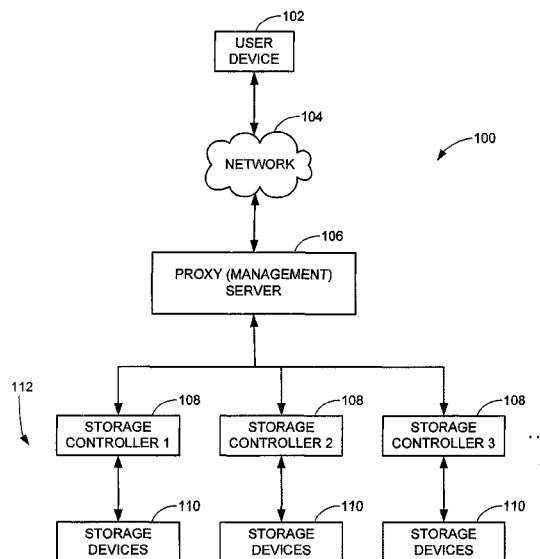 102
USER
DEVICE
104
NETWORK
100
106
PROXY (MANAGEMENT)
SERVER
112
108
108
108
STORAGE
CONTROLLER 1
STORAGE
CONTROLLER 2
STORAGE
CONTROLLER 3
110
110
110
STORAGE
DEVICES
STORAGE
DEVICES
STORAGE
DEVICES